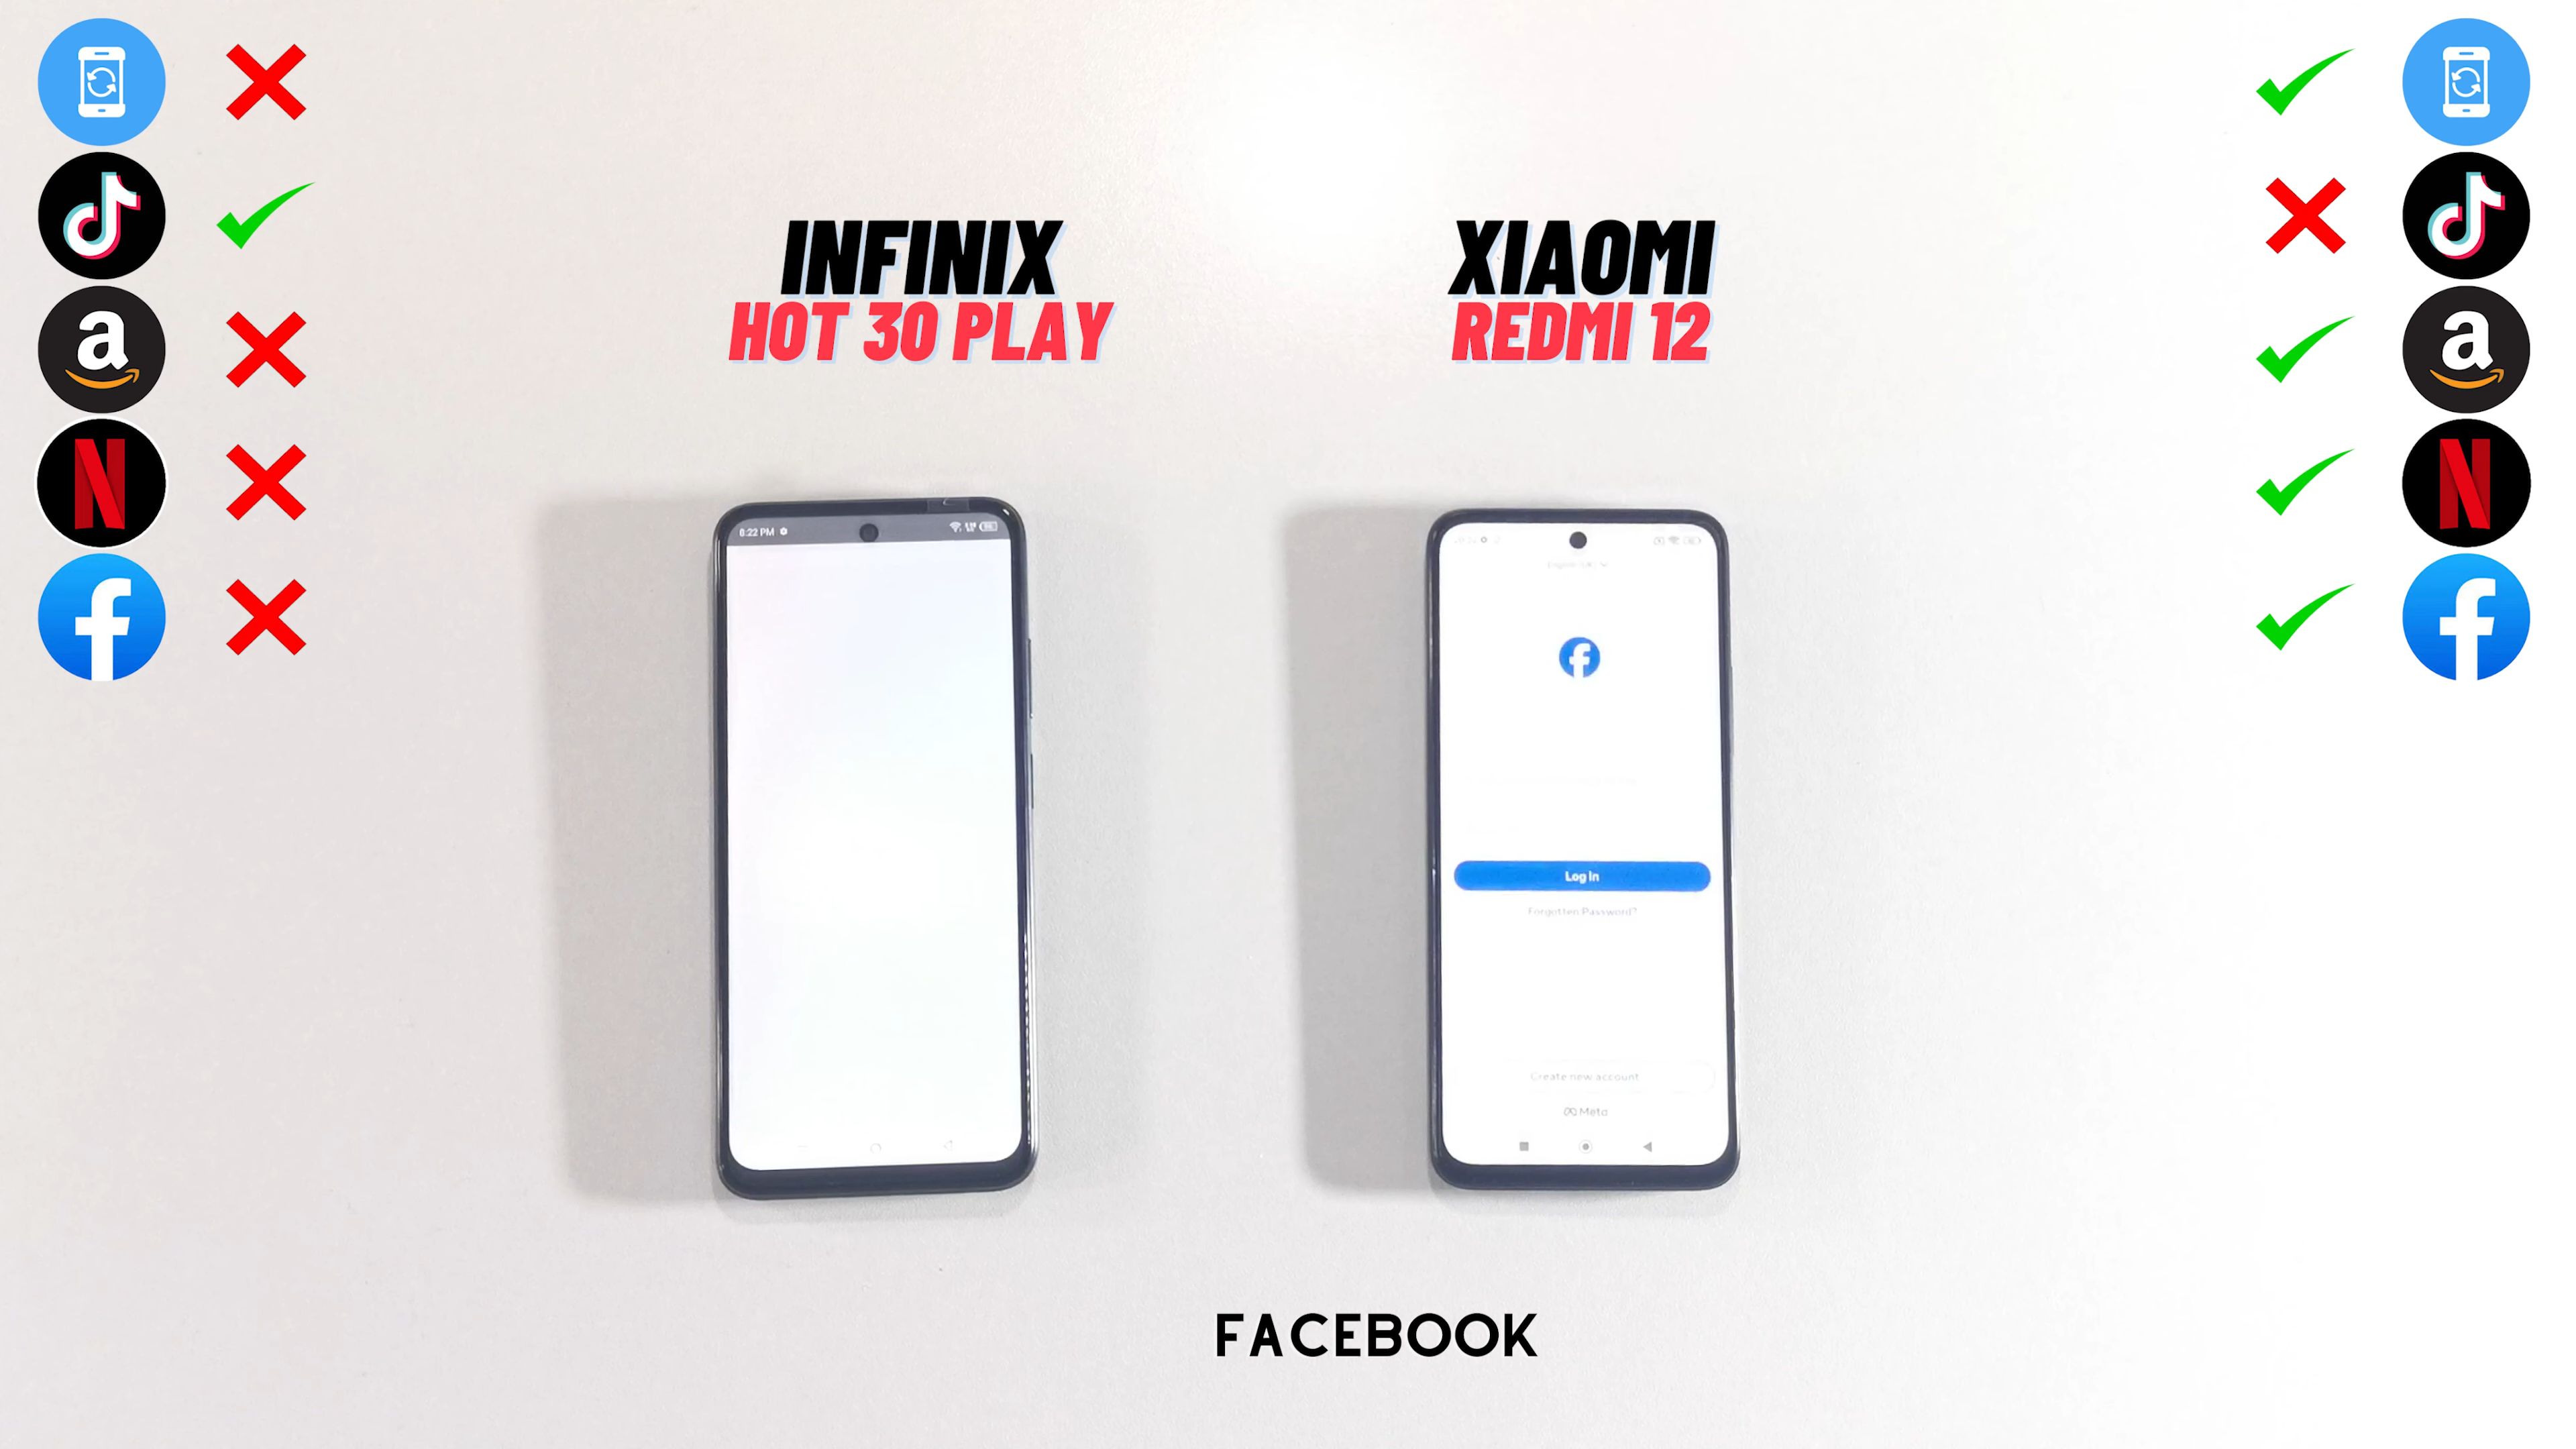 INFINIX
HOT 30 PLAY
XIAOMI
REDMI 12
8:22 PM
Log In
Forgotten Password?
Create new account
Meta
FACEBOOK